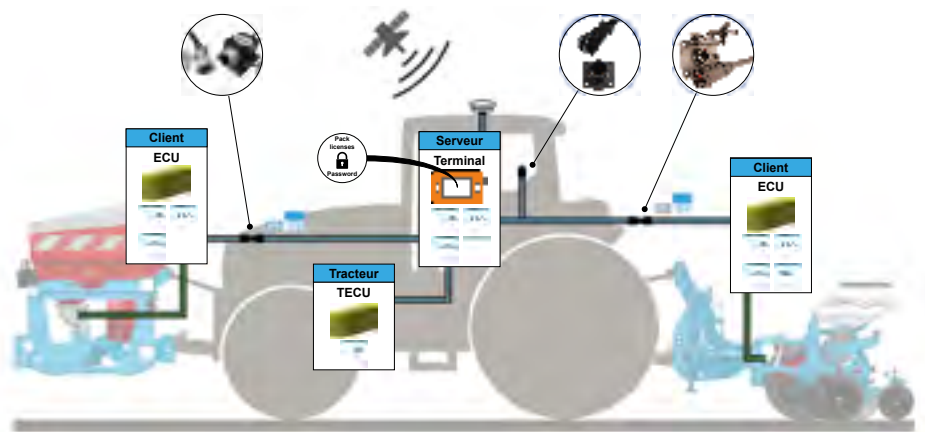 Client
ECU
Pack
licenses
Password
Serveur
Terminal
Client
ECU
Tracteur
TECU